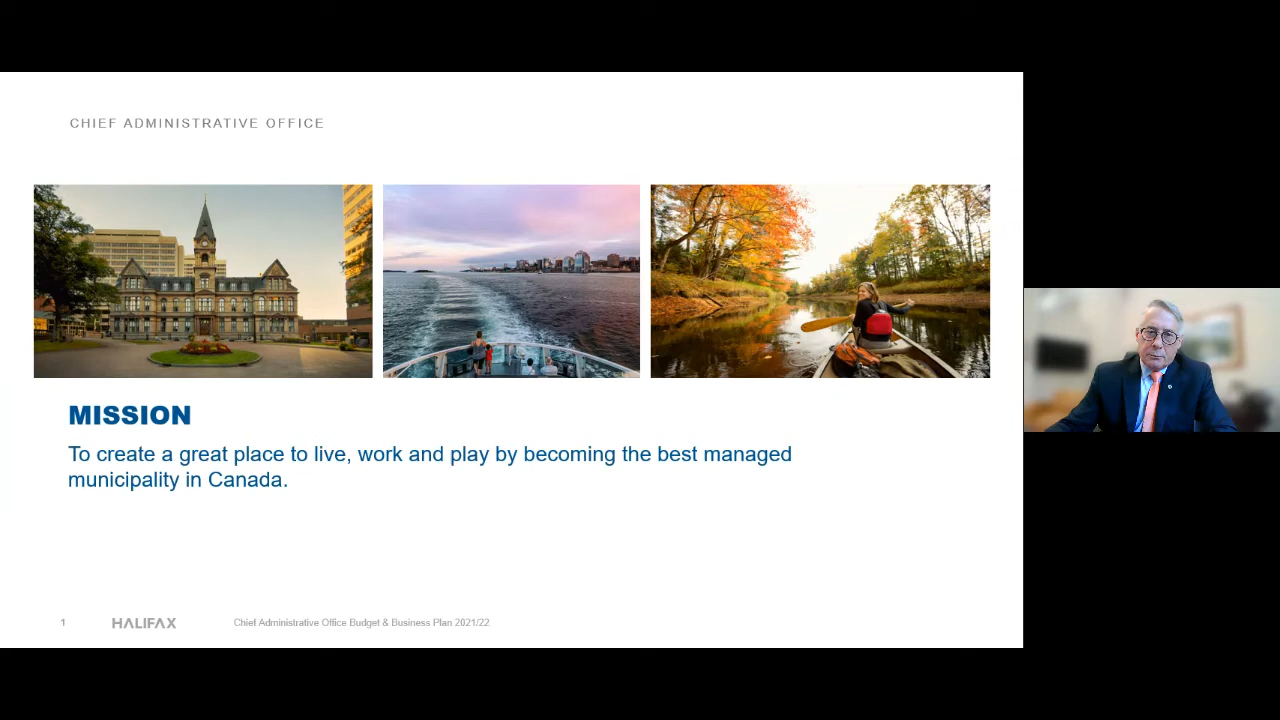 CHIEF ADMINISTRATIVE OFFICE
MISSION
To create a great place to live, work and play by becoming the best managed
municipality in Canada.
1
HALIFAX
Chief Administrative Office Budget & Business Plan 2021/22